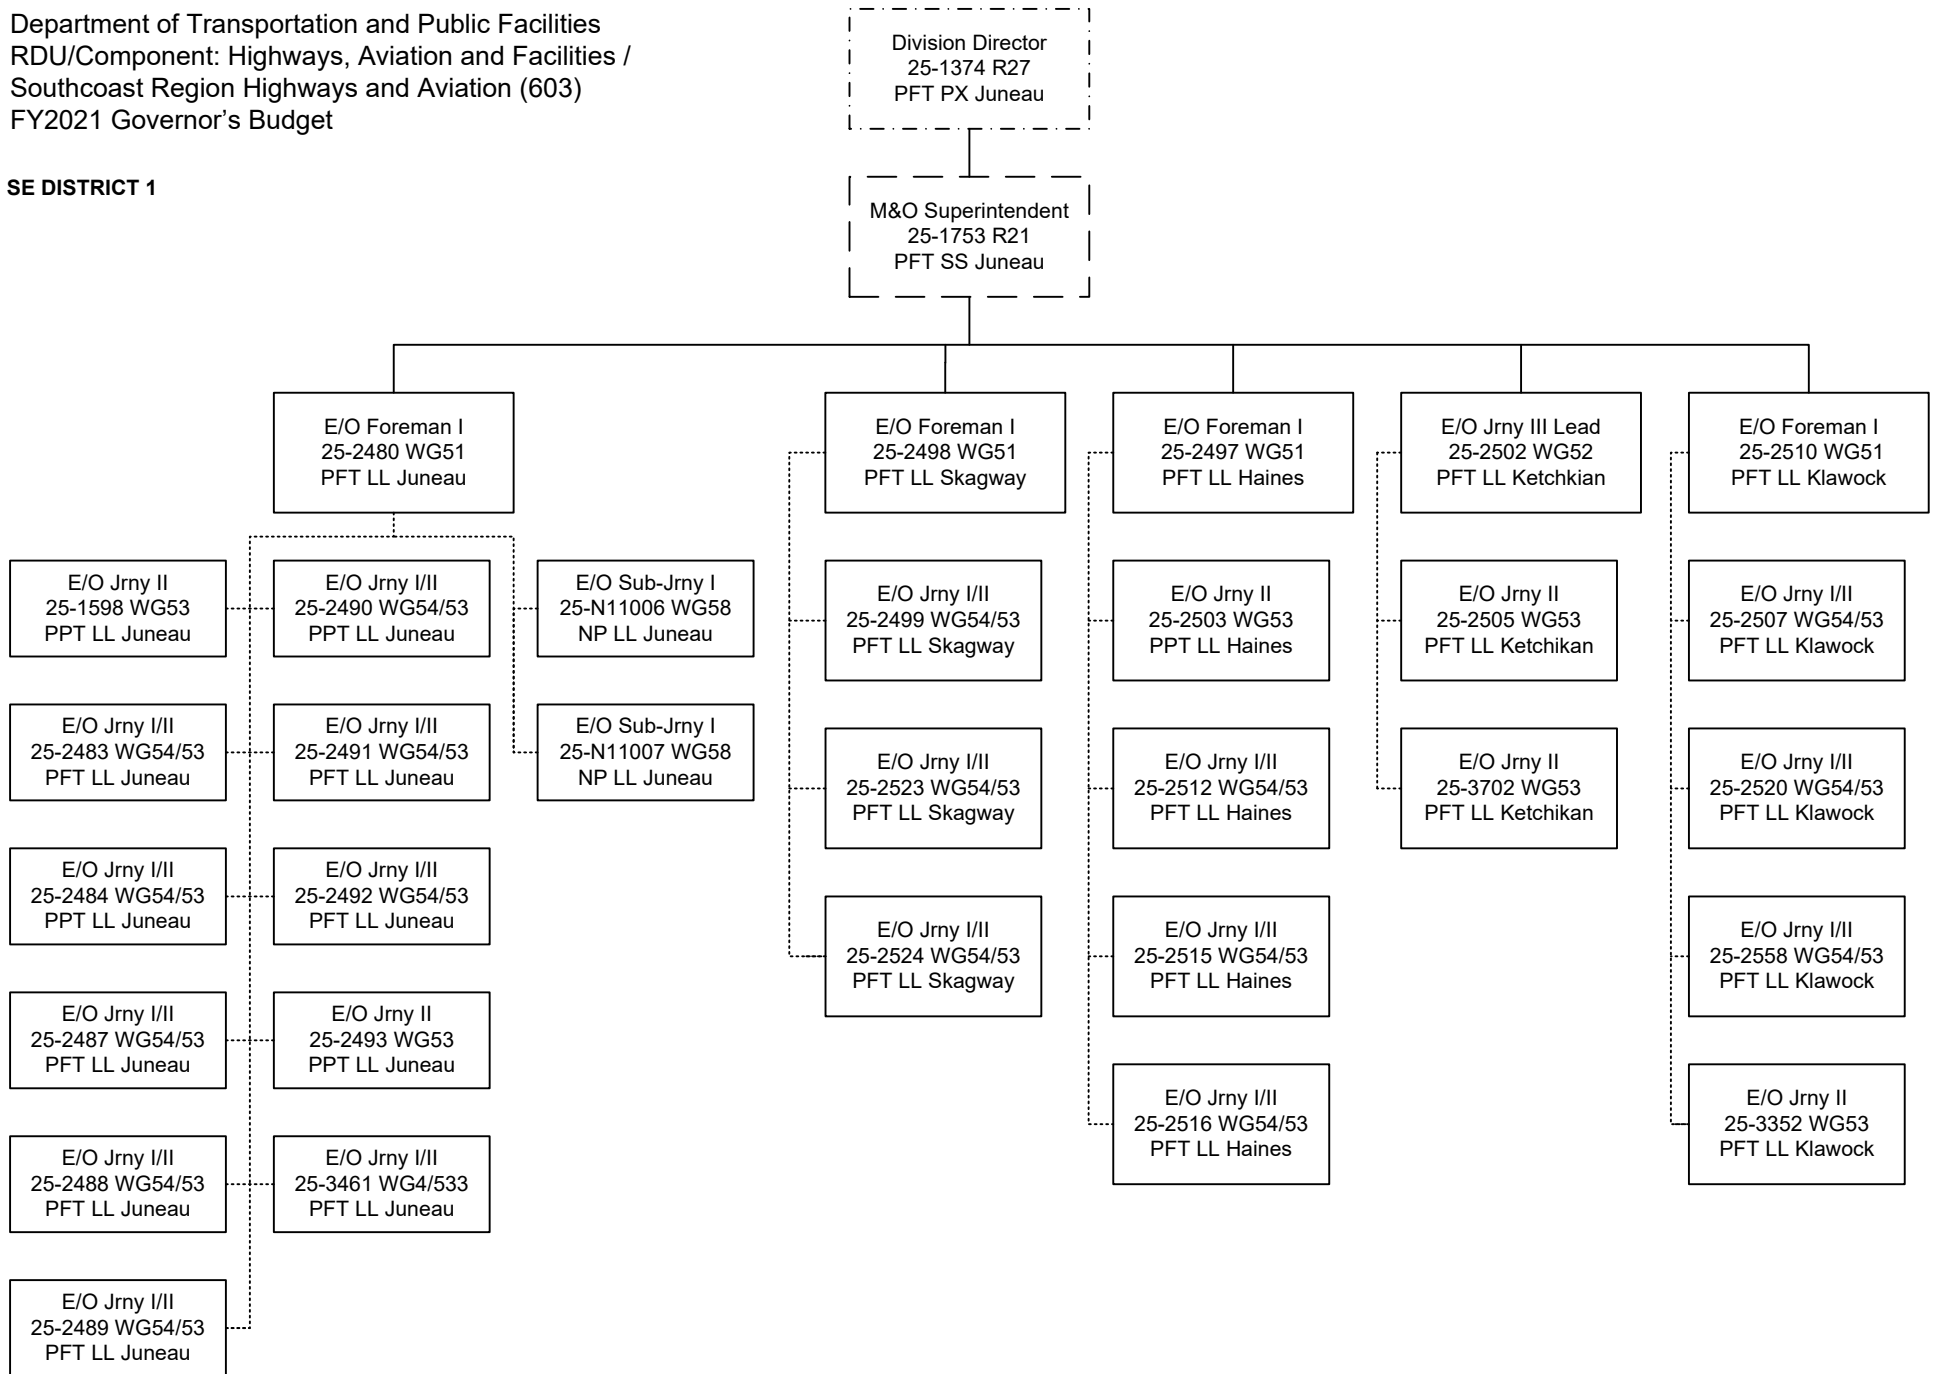 Department of Transportation and Public Facilities
RDU/Component: Highways, Aviation and Facilities /
Southcoast Region Highways and Aviation (603)
FY2021 Governor’s Budget
SE DISTRICT 1
Division Director
25-1374 R27
PFT PX Juneau
M&O Superintendent
25-1753 R21
PFT SS Juneau
E/O Foreman I
25-2480 WG51
PFT LL Juneau
E/O Foreman I
25-2498 WG51
PFT LL Skagway
E/O Foreman I
25-2497 WG51
PFT LL Haines
E/O Jrny III Lead
25-2502 WG52
PFT LL Ketchkian
E/O Foreman I
25-2510 WG51
PFT LL Klawock
E/O Jrny II
25-1598 WG53
PPT LL Juneau
E/O Jrny I/II
25-2483 WG54/53
PFT LL Juneau
E/O Jrny I/II
25-2484 WG54/53
PPT LL Juneau
E/O Jrny I/II
25-2487 WG54/53
PFT LL Juneau
E/O Jrny I/II
25-2488 WG54/53
PFT LL Juneau
E/O Jrny I/II
25-2489 WG54/53
PFT LL Juneau
E/O Jrny I/II
25-2490 WG54/53
PPT LL Juneau
E/O Jrny I/II
25-2491 WG54/53
PFT LL Juneau
E/O Jrny I/II
25-2492 WG54/53
PFT LL Juneau
E/O Jrny II
25-2493 WG53
PPT LL Juneau
E/O Jrny I/II
25-3461 WG4/533
PFT LL Juneau
E/O Sub-Jrny I
25-N11006 WG58
NP LL Juneau
E/O Sub-Jrny I
25-N11007 WG58
NP LL Juneau
E/O Jrny I/II
25-2499 WG54/53
PFT LL Skagway
E/O Jrny I/II
25-2523 WG54/53
PFT LL Skagway
E/O Jrny I/II
25-2524 WG54/53
PFT LL Skagway
E/O Jrny II
25-2503 WG53
PPT LL Haines
E/O Jrny I/II
25-2512 WG54/53
PFT LL Haines
E/O Jrny I/II
25-2515 WG54/53
PFT LL Haines
E/O Jrny I/II
25-2516 WG54/53
PFT LL Haines
E/O Jrny II
25-2505 WG53
PFT LL Ketchikan
E/O Jrny II
25-3702 WG53
PFT LL Ketchikan
E/O Jrny I/II
25-2507 WG54/53
PFT LL Klawock
E/O Jrny I/II
25-2520 WG54/53
PFT LL Klawock
E/O Jrny I/II
25-2558 WG54/53
PFT LL Klawock
E/O Jrny II
25-3352 WG53
PFT LL Klawock